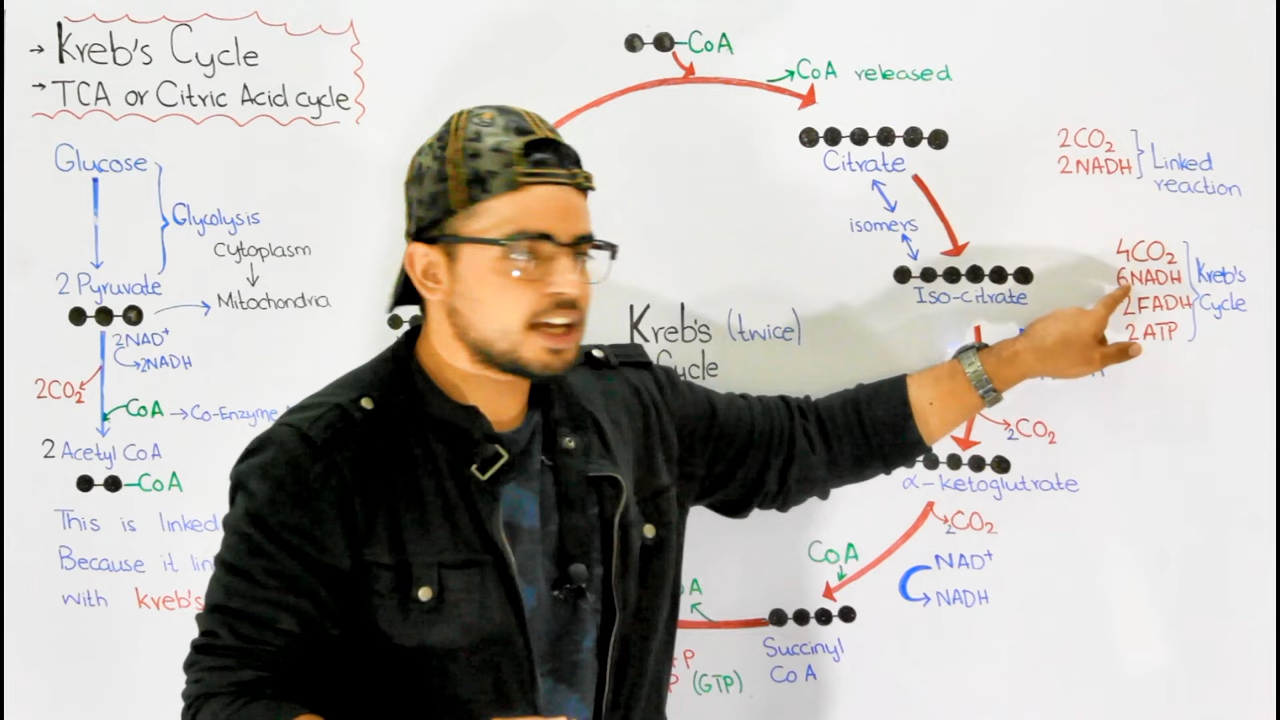 → Kreb's Cycle
→ TCA or Citric Acid cycle
Glucose
Glycolysis
Cytoplasm
2 Pyruvate
Mitochondria
2NAD⁺
2NADH
2CO₂
CoA → Co-Enzyme
2 Acetyl CoA
CoA
This is linked
Because it
with kreb's
CoA
CoA released
Citrate
isomers
Iso-citrate
Kreb's (twice)
Cycle
2CO₂
α-ketoglutrate
2CO₂
CoA
NAD⁺
NADH
Succinyl
CoA
(GTP)
2CO₂
2NADH
Linked
reaction
4CO₂
6NADH
2FADH
2ATP
Kreb's
Cycle